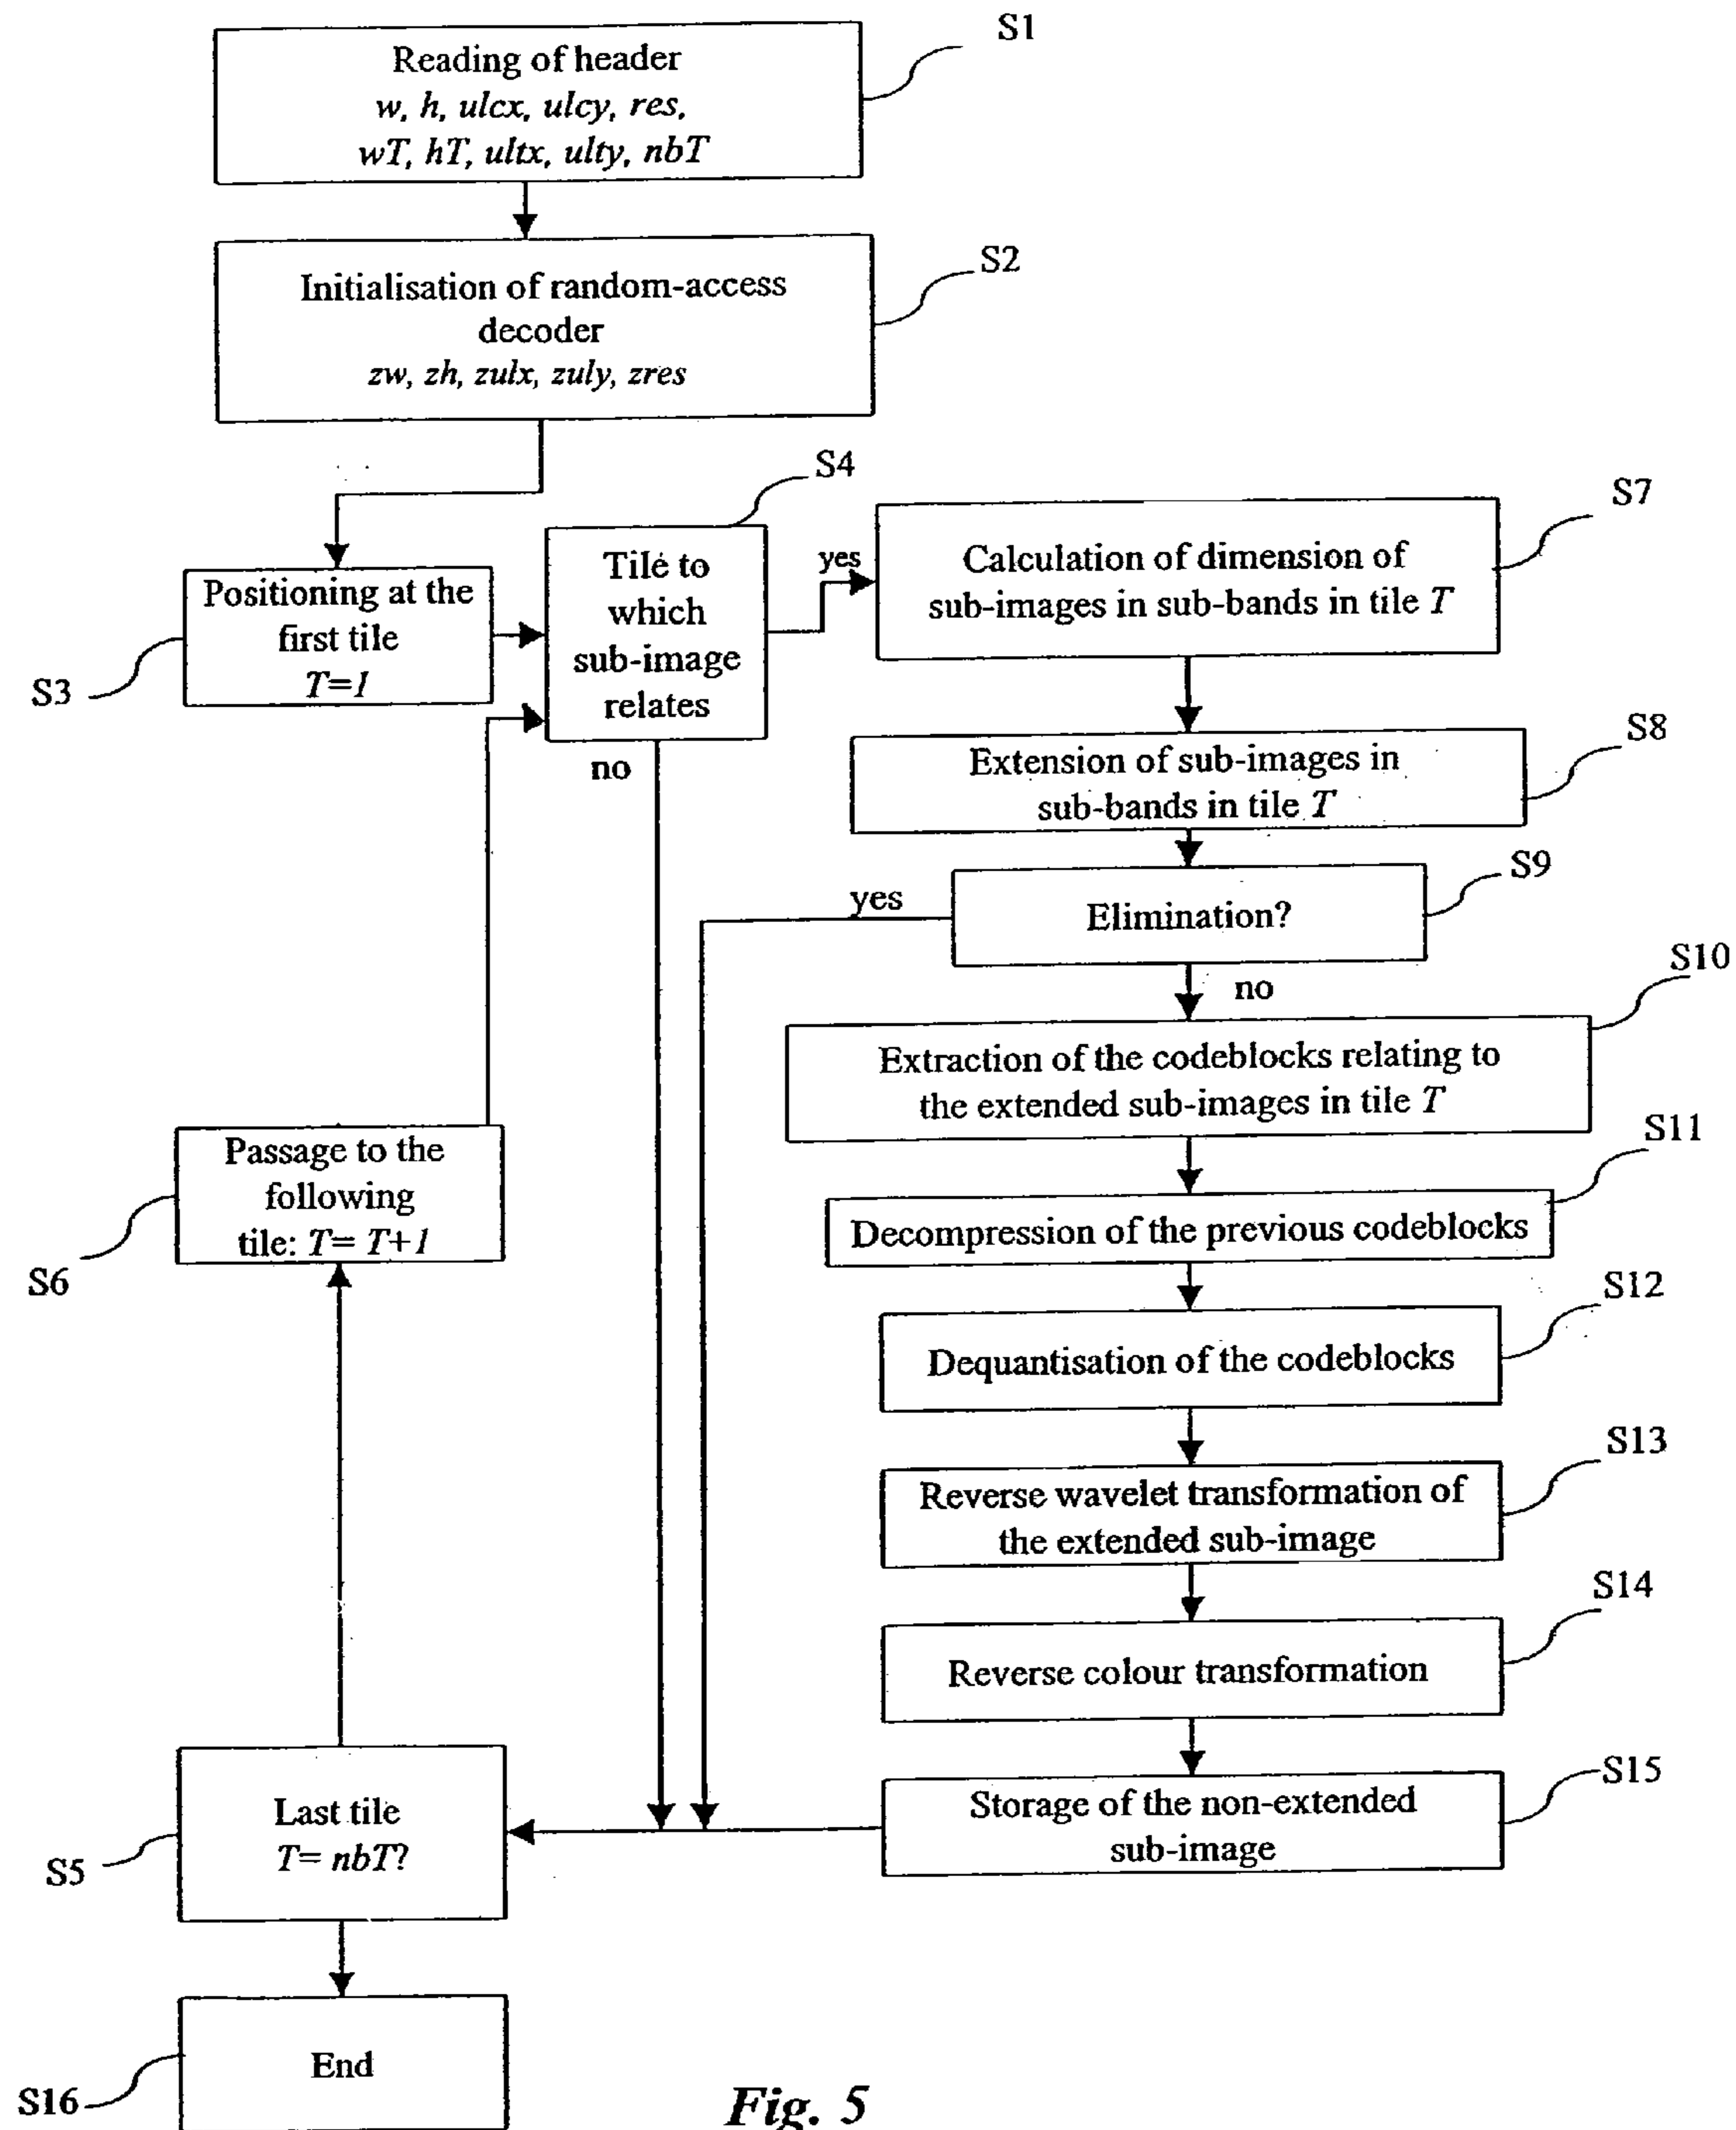 S1
Reading of header
w, h, ulcx, ulcy, res,
wT, hT, ultx, ulty, nbT
S2
Initialisation of random-access
decoder
zw, zh, zulx, zuly, zres
S3
Positioning at the
first tile
T=1
S4
Tile to
which
sub-image
relates
yes
no
S7
Calculation of dimension of
sub-images in sub-bands in tile T
S8
Extension of sub-images in
sub-bands in tile T
S9
Elimination?
yes
no
S10
Extraction of the codeblocks relating to
the extended sub-images in tile T
S11
Decompression of the previous codeblocks
S12
Dequantisation of the codeblocks
S13
Reverse wavelet transformation of
the extended sub-image
S14
Reverse colour transformation
S15
Storage of the non-extended
sub-image
S6
Passage to the
following
tile: T= T+1
S5
Last tile
T= nbT?
S16
End
Fig. 5